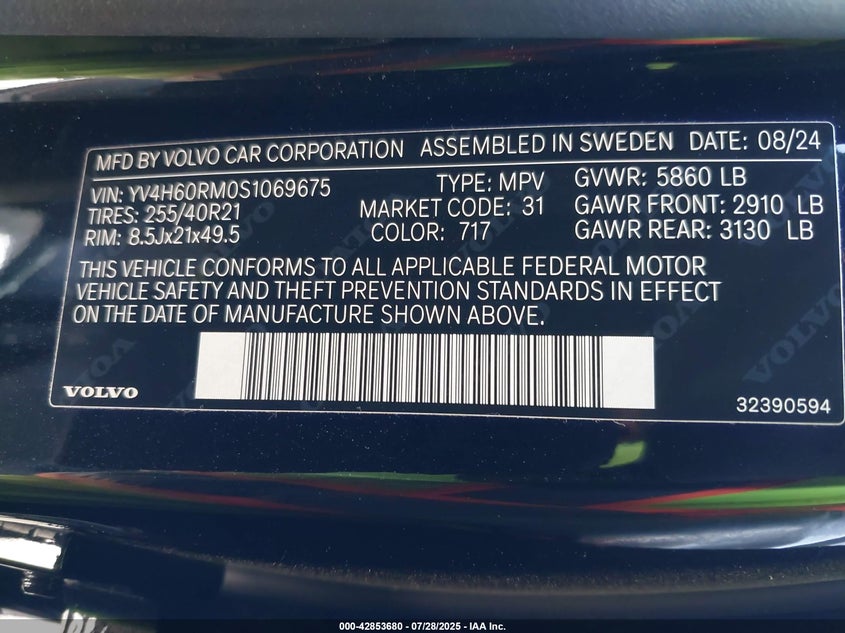 MFD BY VOLVO CAR CORPORATION ASSEMBLED IN SWEDEN DATE: 08/24
VIN: YV4H60RM0S1069675 TYPE: MPV GVWR: 5860 LB
TIRES: 255/40R21 MARKET CODE: 31 GAWR FRONT: 2910 LB
RIM: 8.5Jx21x49.5 COLOR: 717 GAWR REAR: 3130 LB
THIS VEHICLE CONFORMS TO ALL APPLICABLE FEDERAL MOTOR
VEHICLE SAFETY AND THEFT PREVENTION STANDARDS IN EFFECT
ON THE DATE OF MANUFACTURE SHOWN ABOVE.
VOLVO
32390594
000-42853680 - 07/28/2025 - IAA Inc.